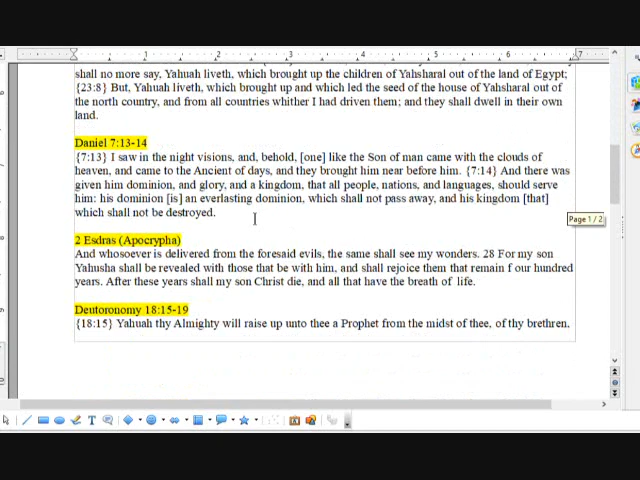 1 2 3 4 5 6 7
shall no more say, Yahuah liveth, which brought up the children of Yahsharal out of the land of Egypt;
{23:8} But, Yahuah liveth, which brought up and which led the seed of the house of Yahsharal out of
the north country, and from all countries whither I had driven them; and they shall dwell in their own
land.
Daniel 7:13-14
{7:13} I saw in the night visions, and, behold, [one] like the Son of man came with the clouds of
heaven, and came to the Ancient of days, and they brought him near before him. {7:14} And there was
given him dominion, and glory, and a kingdom, that all people, nations, and languages, should serve
him: his dominion [is] an everlasting dominion, which shall not pass away, and his kingdom [that]
which shall not be destroyed.
Page 1 / 2
2 Esdras (Apocrypha)
And whosoever is delivered from the foresaid evils, the same shall see my wonders. 28 For my son
Yahusha shall be revealed with those that be with him, and shall rejoice them that remain f our hundred
years. After these years shall my son Christ die, and all that have the breath of life.
Deutoronomy 18:15-19
{18:15} Yahuah thy Almighty will raise up unto thee a Prophet from the midst of thee, of thy brethren,
T